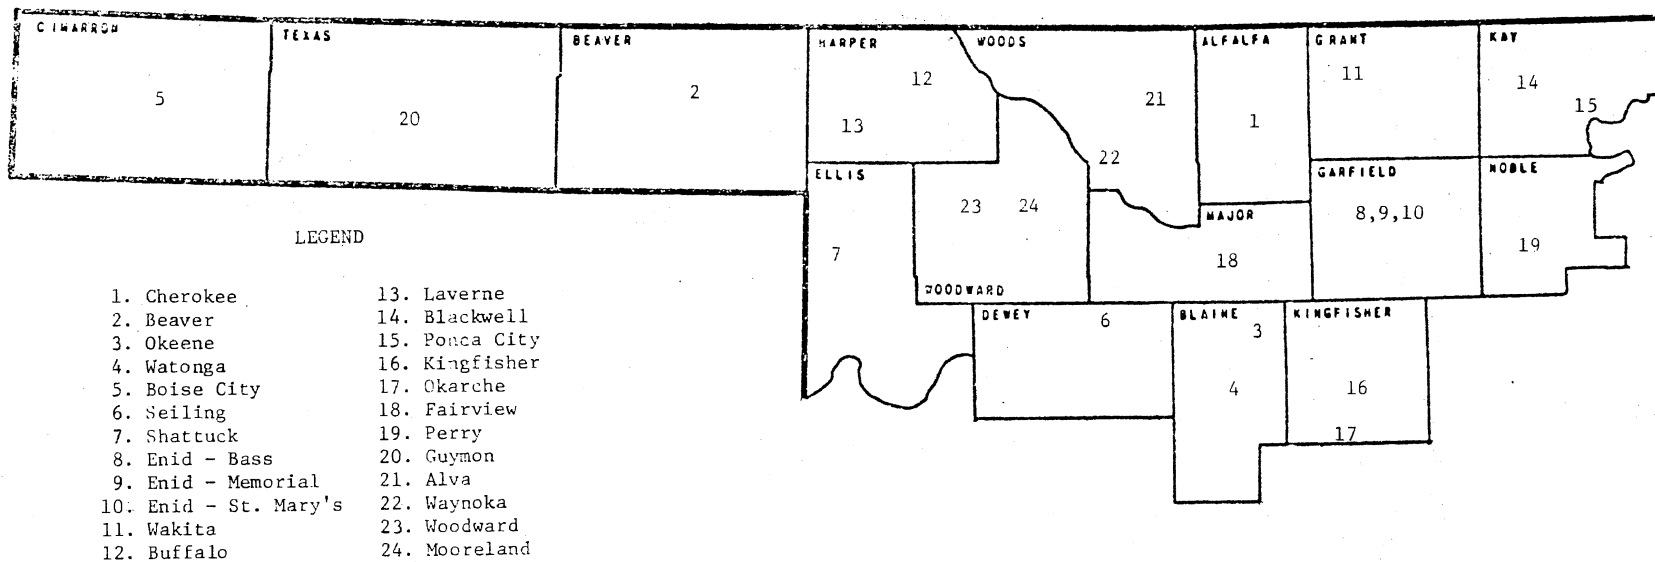 CIMARRON
TEXAS
BEAVER
HARPER
WOODS
ALFALFA
GRANT
KAY
5
20
2
12
13
21
22
1
11
14
15
ELLIS
GARFIELD
NOBLE
7
23 24
MAJOR
18
8,9,10
19
WOODWARD
DEWEY
6
BLAINE
3
4
KINGFISHER
16
17
LEGEND
1. Cherokee
2. Beaver
3. Okeene
4. Watonga
5. Boise City
6. Seiling
7. Shattuck
8. Enid - Bass
9. Enid - Memorial
10. Enid - St. Mary's
11. Wakita
12. Buffalo
13. Laverne
14. Blackwell
15. Ponca City
16. Kingfisher
17. Okarche
18. Fairview
19. Perry
20. Guymon
21. Alva
22. Waynoka
23. Woodward
24. Mooreland